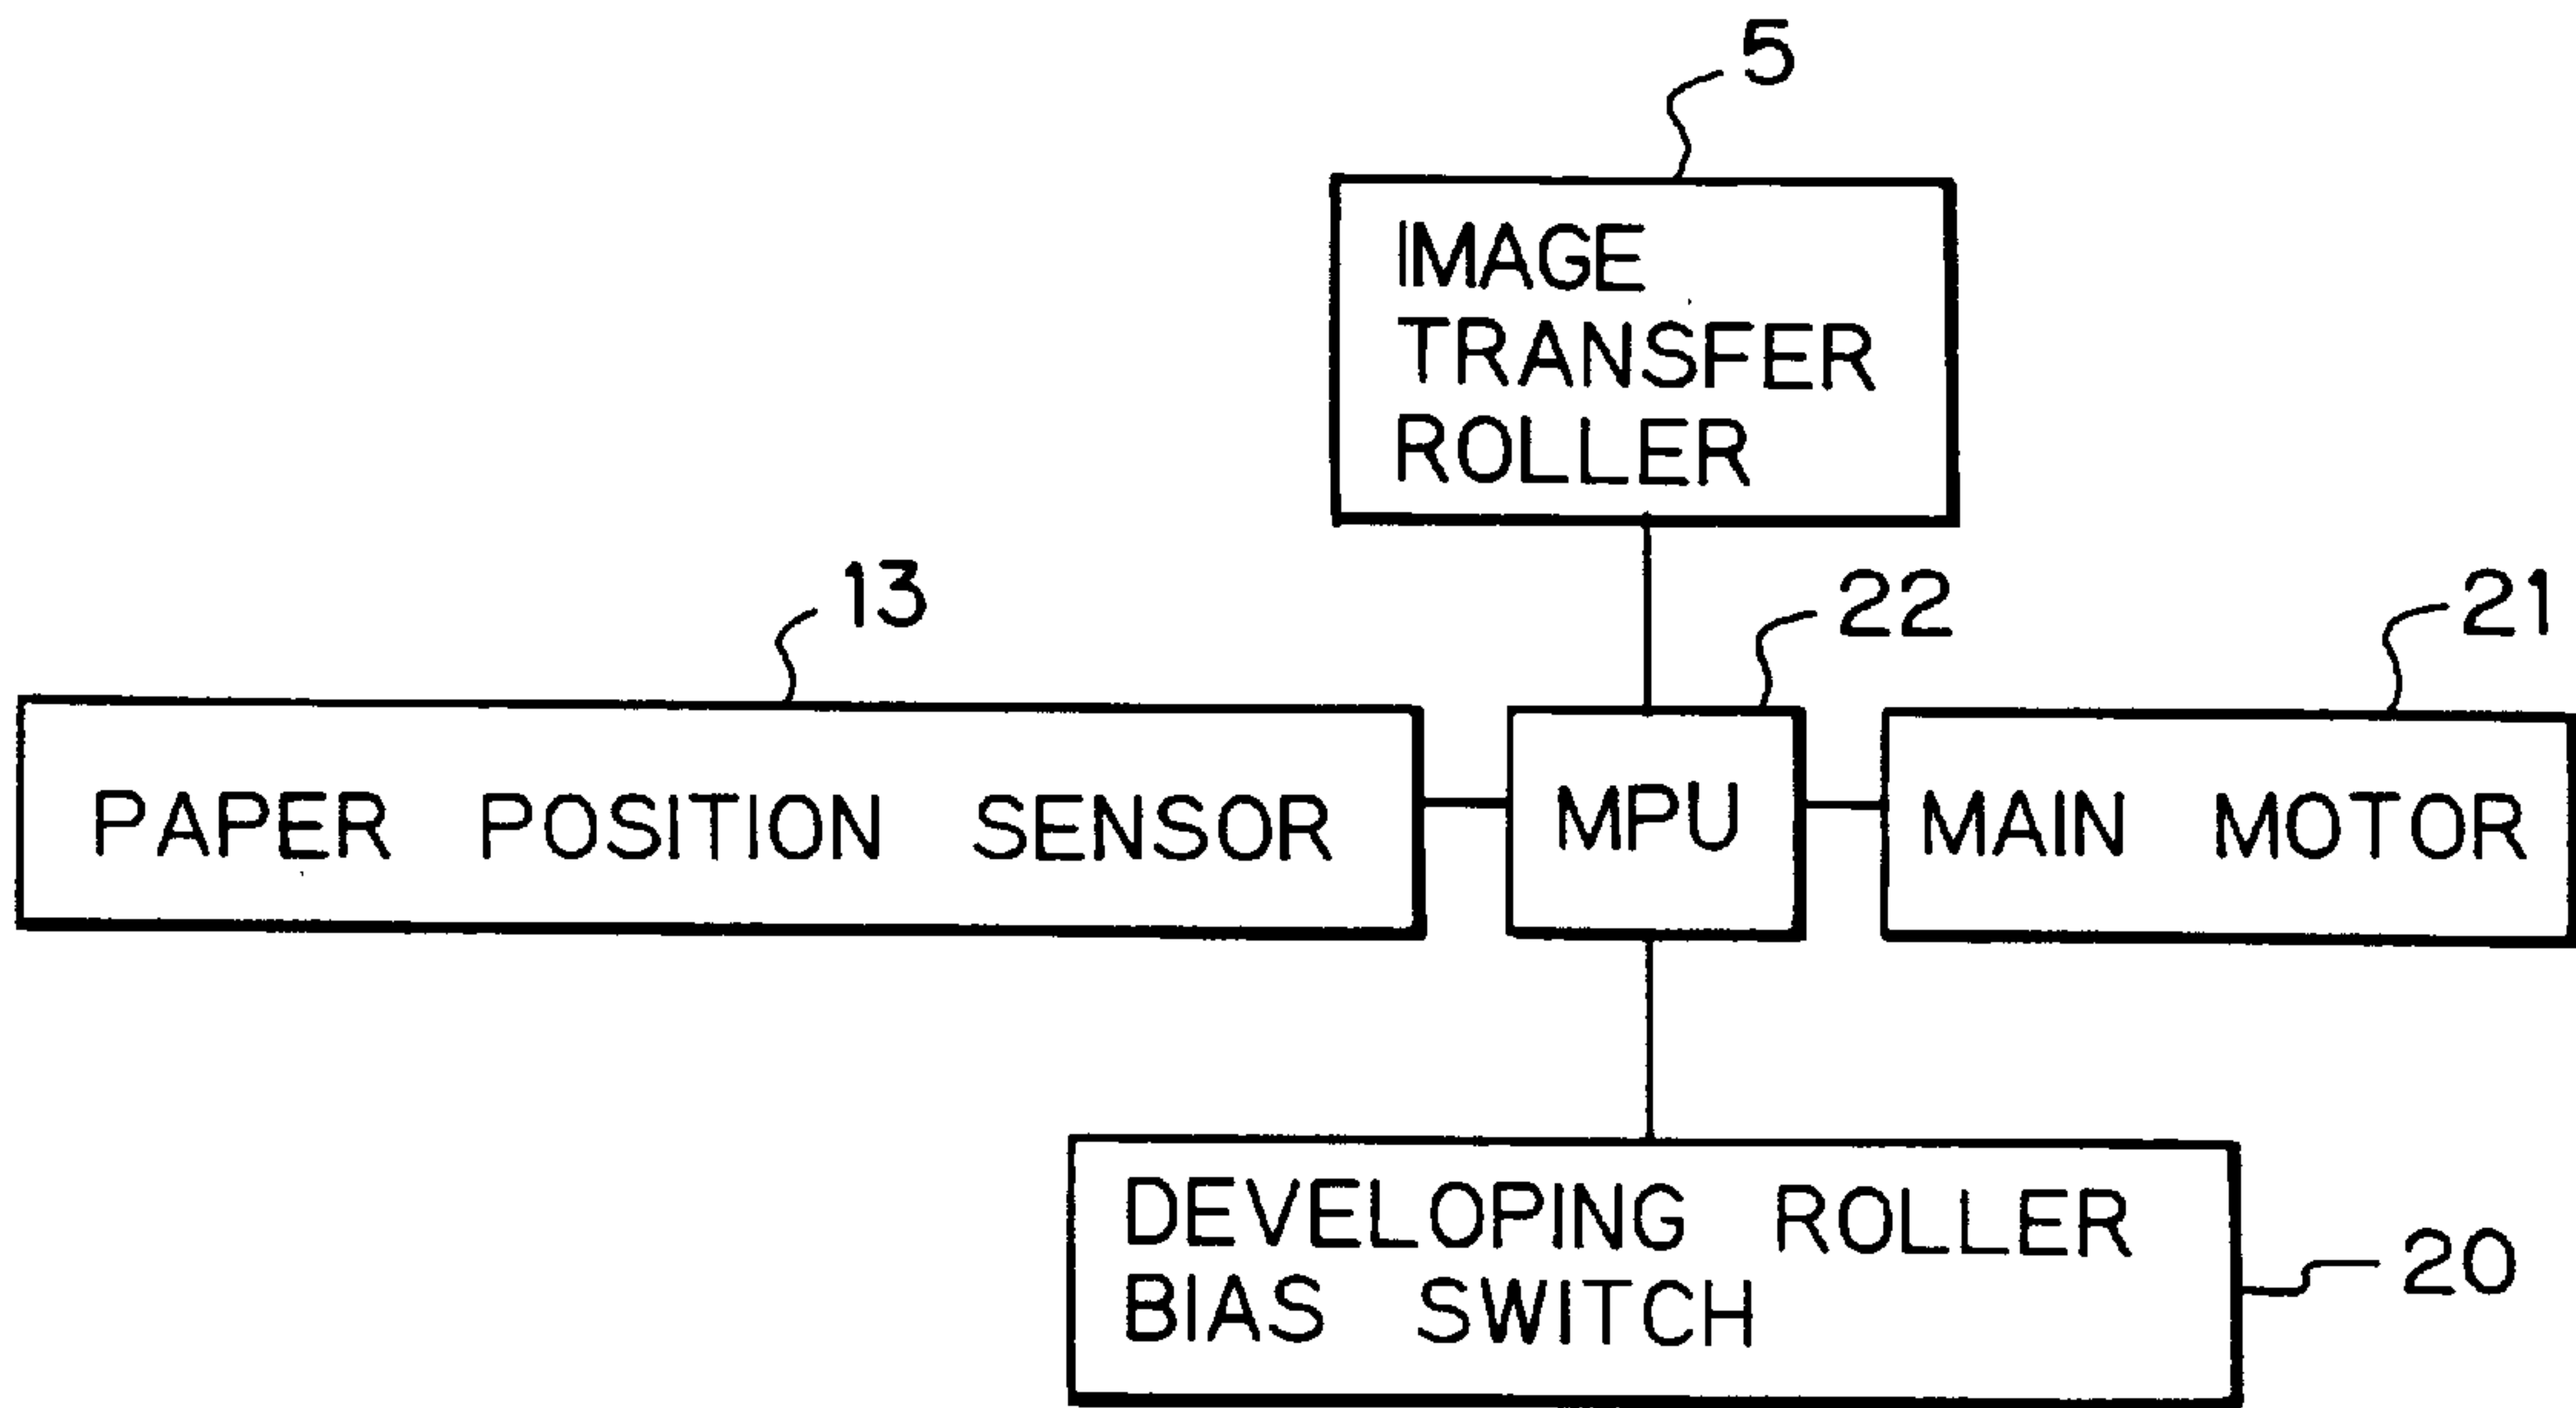 5
IMAGE
TRANSFER
ROLLER
13
22
21
PAPER POSITION SENSOR
MPU
MAIN MOTOR
DEVELOPING ROLLER
BIAS SWITCH
20